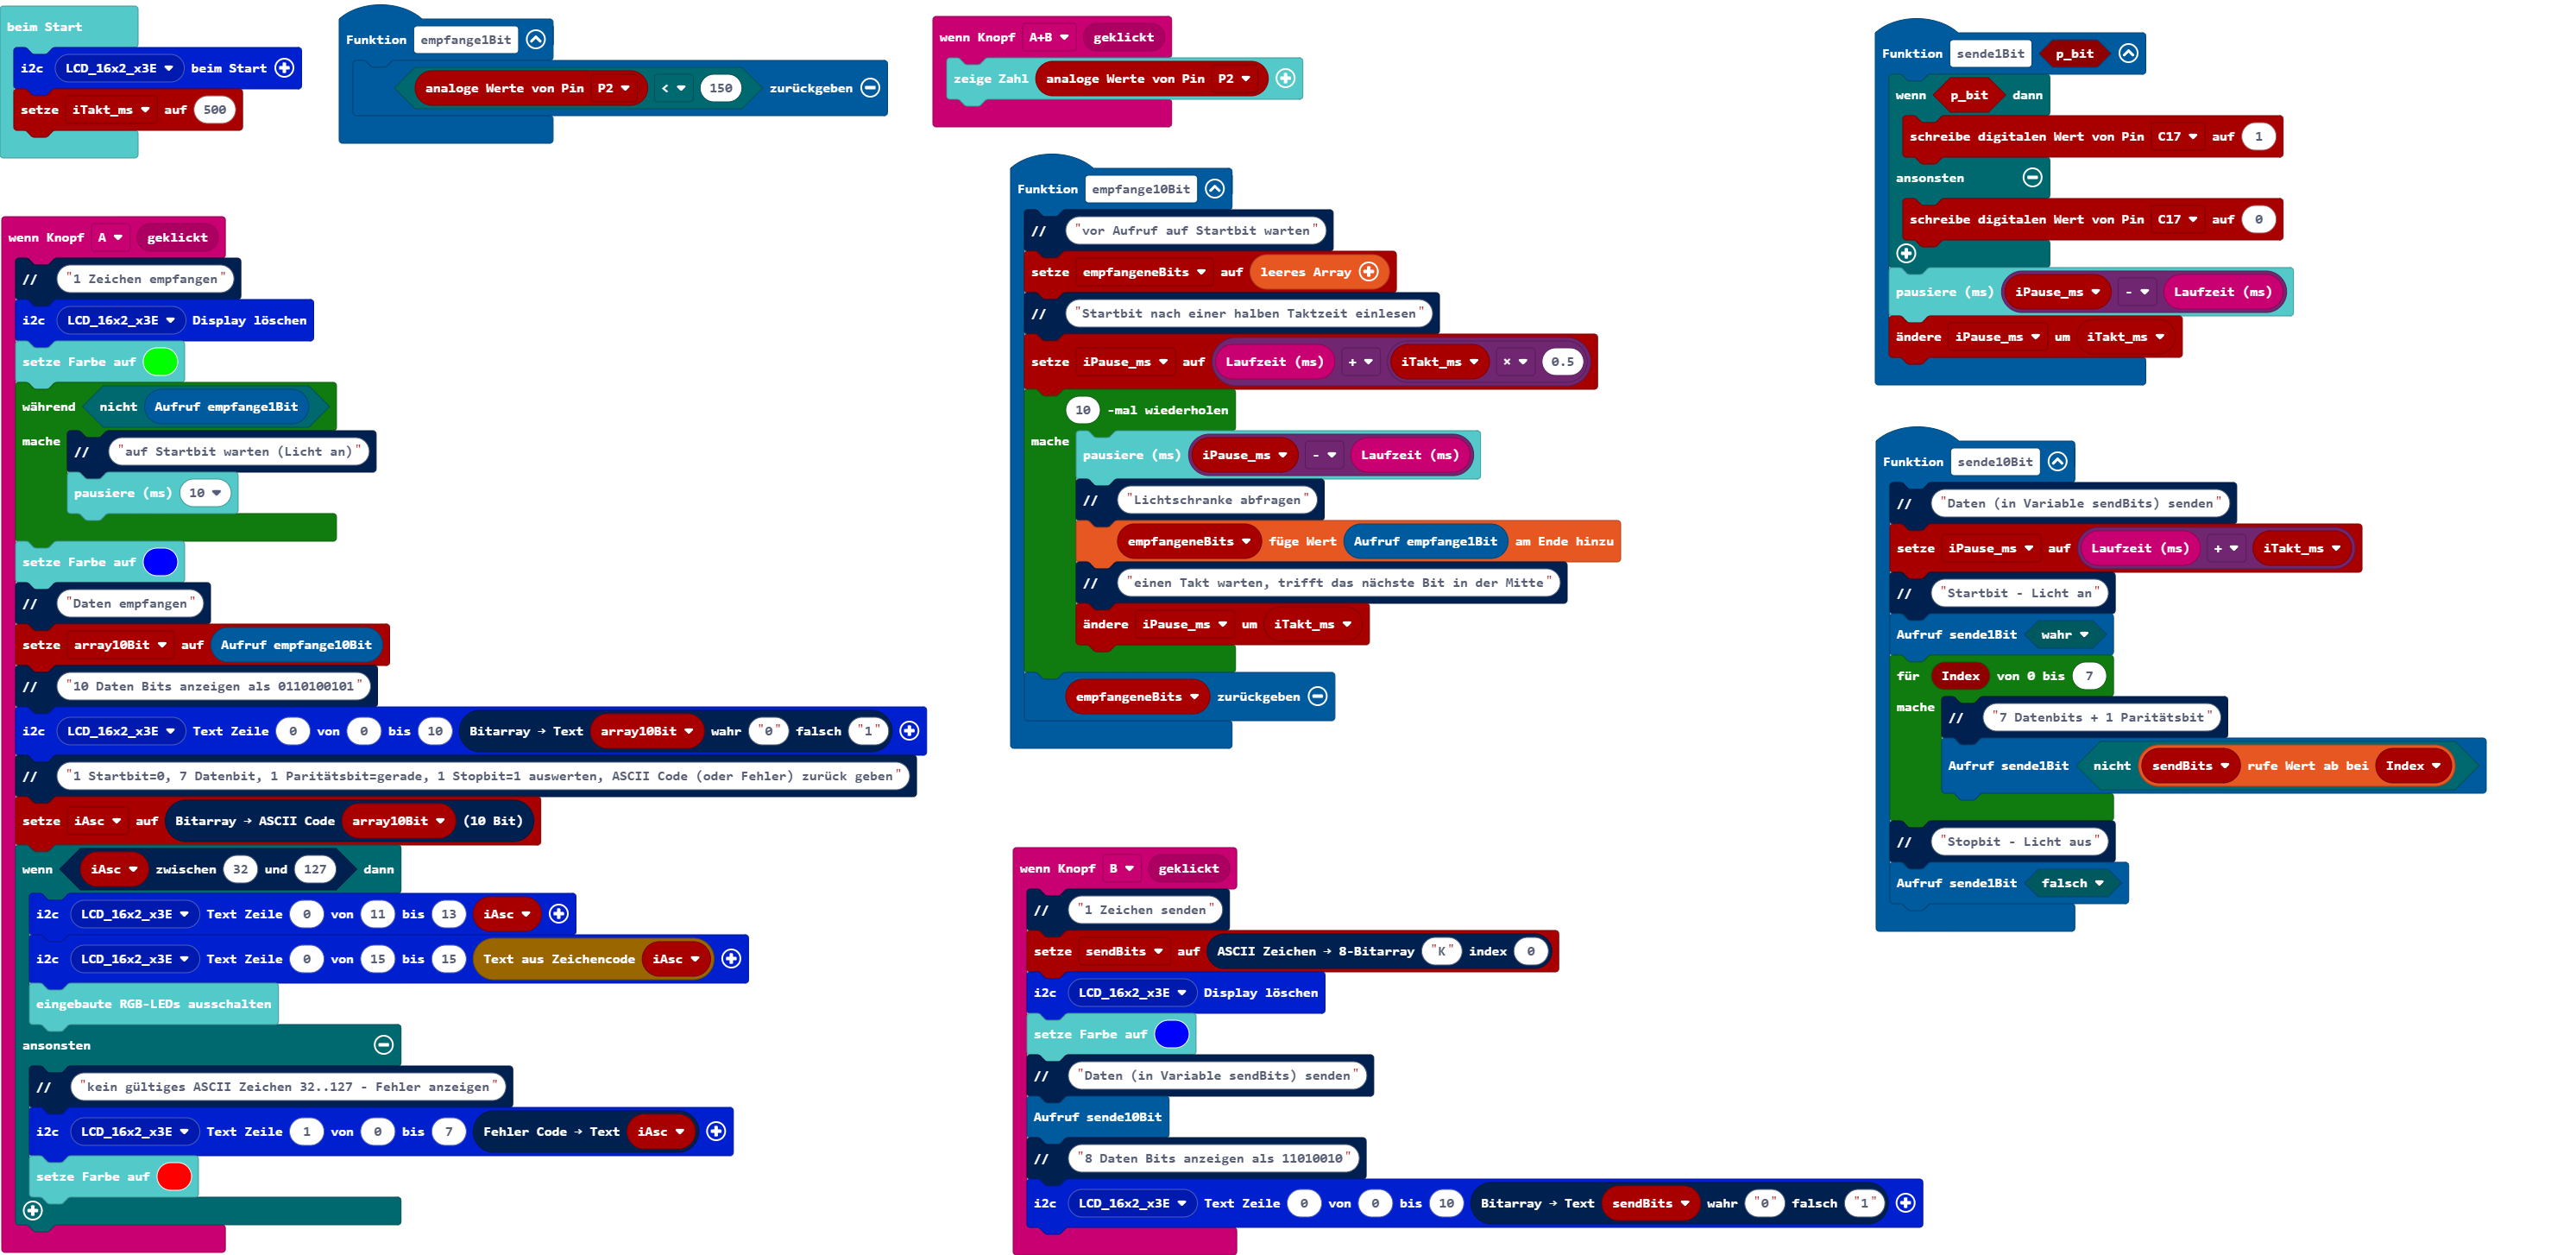 beim Start
i2c LCD_16x2_x3E beim Start
setze iTakt_ms auf 500
Funktion empfange1Bit
analoge Werte von Pin P2 < 150 zurückgeben
wenn Knopf A+B geklickt
zeige Zahl analoge Werte von Pin P2
Funktion sende1Bit p_bit
wenn p_bit dann
schreibe digitalen Wert von Pin C17 auf 1
ansonsten
schreibe digitalen Wert von Pin C17 auf 0
pausiere (ms) iPause_ms - Laufzeit (ms)
ändere iPause_ms um iTakt_ms
wenn Knopf A geklickt
// "1 Zeichen empfangen"
i2c LCD_16x2_x3E Display löschen
setze Farbe auf
während nicht Aufruf empfange1Bit
mache // "auf Startbit warten (Licht an)"
pausiere (ms) 10
setze Farbe auf
// "Daten empfangen"
setze array10Bit auf Aufruf empfange10Bit
// "10 Daten Bits anzeigen als 0110100101"
i2c LCD_16x2_x3E Text Zeile 0 von 0 bis 10 Bitarray → Text array10Bit wahr "0" falsch "1"
// "1 Startbit=0, 7 Datenbit, 1 Paritätsbit=gerade, 1 Stopbit=1 auswerten, ASCII Code (oder Fehler) zurück geben"
setze iAsc auf Bitarray → ASCII Code array10Bit (10 Bit)
wenn iAsc zwischen 32 und 127 dann
i2c LCD_16x2_x3E Text Zeile 0 von 11 bis 13 iAsc
i2c LCD_16x2_x3E Text Zeile 0 von 15 bis 15 Text aus Zeichencode iAsc
eingebaute RGB-LEDs ausschalten
ansonsten
// "kein gültiges ASCII Zeichen 32..127 - Fehler anzeigen"
i2c LCD_16x2_x3E Text Zeile 1 von 0 bis 7 Fehler Code → Text iAsc
setze Farbe auf
Funktion empfange10Bit
// "vor Aufruf auf Startbit warten"
setze empfangeneBits auf leeres Array
// "Startbit nach einer halben Taktzeit einlesen"
setze iPause_ms auf Laufzeit (ms) + iTakt_ms × 0.5
10 -mal wiederholen
mache pausiere (ms) iPause_ms - Laufzeit (ms)
// "Lichtschranke abfragen"
empfangeneBits füge Wert Aufruf empfange1Bit am Ende hinzu
// "einen Takt warten, trifft das nächste Bit in der Mitte"
ändere iPause_ms um iTakt_ms
empfangeneBits zurückgeben
Funktion sende10Bit
// "Daten (in Variable sendBits) senden"
setze iPause_ms auf Laufzeit (ms) + iTakt_ms
// "Startbit - Licht an"
Aufruf sende1Bit wahr
für Index von 0 bis 7
mache // "7 Datenbits + 1 Paritätsbit"
Aufruf sende1Bit nicht sendBits rufe Wert ab bei Index
// "Stopbit - Licht aus"
Aufruf sende1Bit falsch
wenn Knopf B geklickt
// "1 Zeichen senden"
setze sendBits auf ASCII Zeichen → 8-Bitarray "K" index 0
i2c LCD_16x2_x3E Display löschen
setze Farbe auf
// "Daten (in Variable sendBits) senden"
Aufruf sende10Bit
// "8 Daten Bits anzeigen als 11010010"
i2c LCD_16x2_x3E Text Zeile 0 von 0 bis 10 Bitarray → Text sendBits wahr "0" falsch "1"